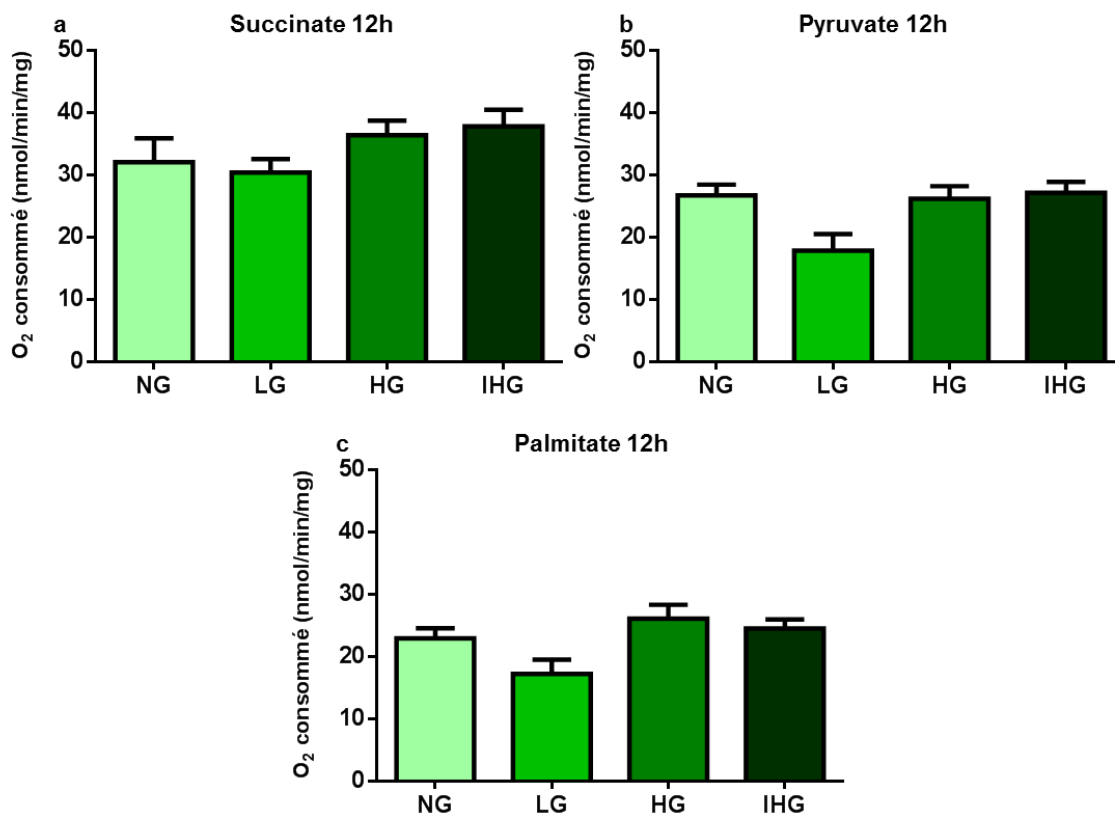 a
Succinate 12h
O₂ consommé (nmol/min/mg)
50
40
30
20
10
0
NG LG HG IHG
b
Pyruvate 12h
O₂ consommé (nmol/min/mg)
50
40
30
20
10
0
NG LG HG IHG
c
Palmitate 12h
O₂ consommé (nmol/min/mg)
50
40
30
20
10
0
NG LG HG IHG